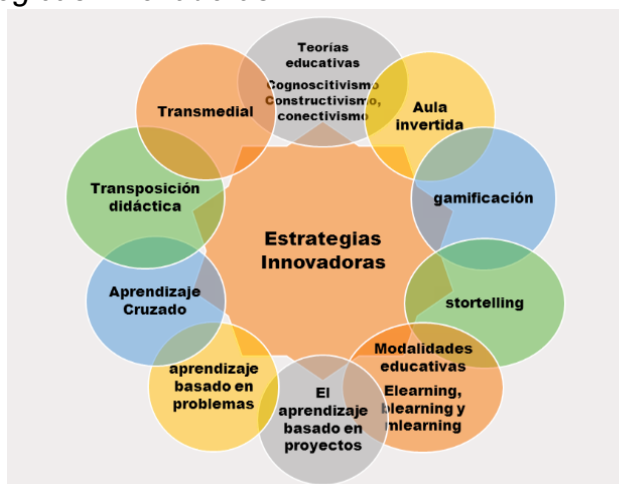 Teorías
educativas
Cognoscitivismo
Constructivismo,
conectivismo
Aula
invertida
gamificación
stortelling
Modalidades
educativas
Elearning,
blearning y
mlearning
El
aprendizaje
basado en
proyectos
aprendizaje
basado en
problemas
Aprendizaje
Cruzado
Transposición
didáctica
Transmedial
Estrategias
Innovadoras